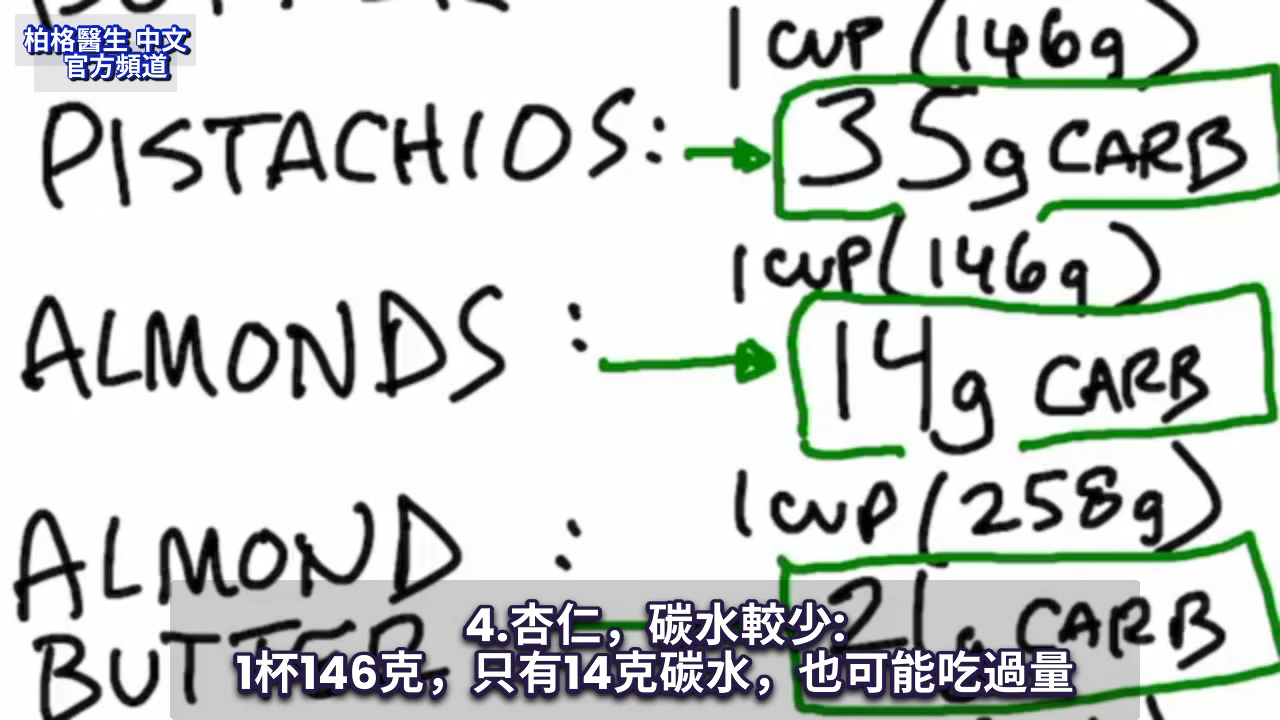 柏格醫生 中文
官方頻道
1 CUP (146g)
PISTACHIOS: 35g CARB
1 CUP (146g)
ALMONDS : 14g CARB
1 CUP (258g)
ALMOND : 21g CARB
BUTTER
4.杏仁，碳水較少:
1杯146克，只有14克碳水，也可能吃過量